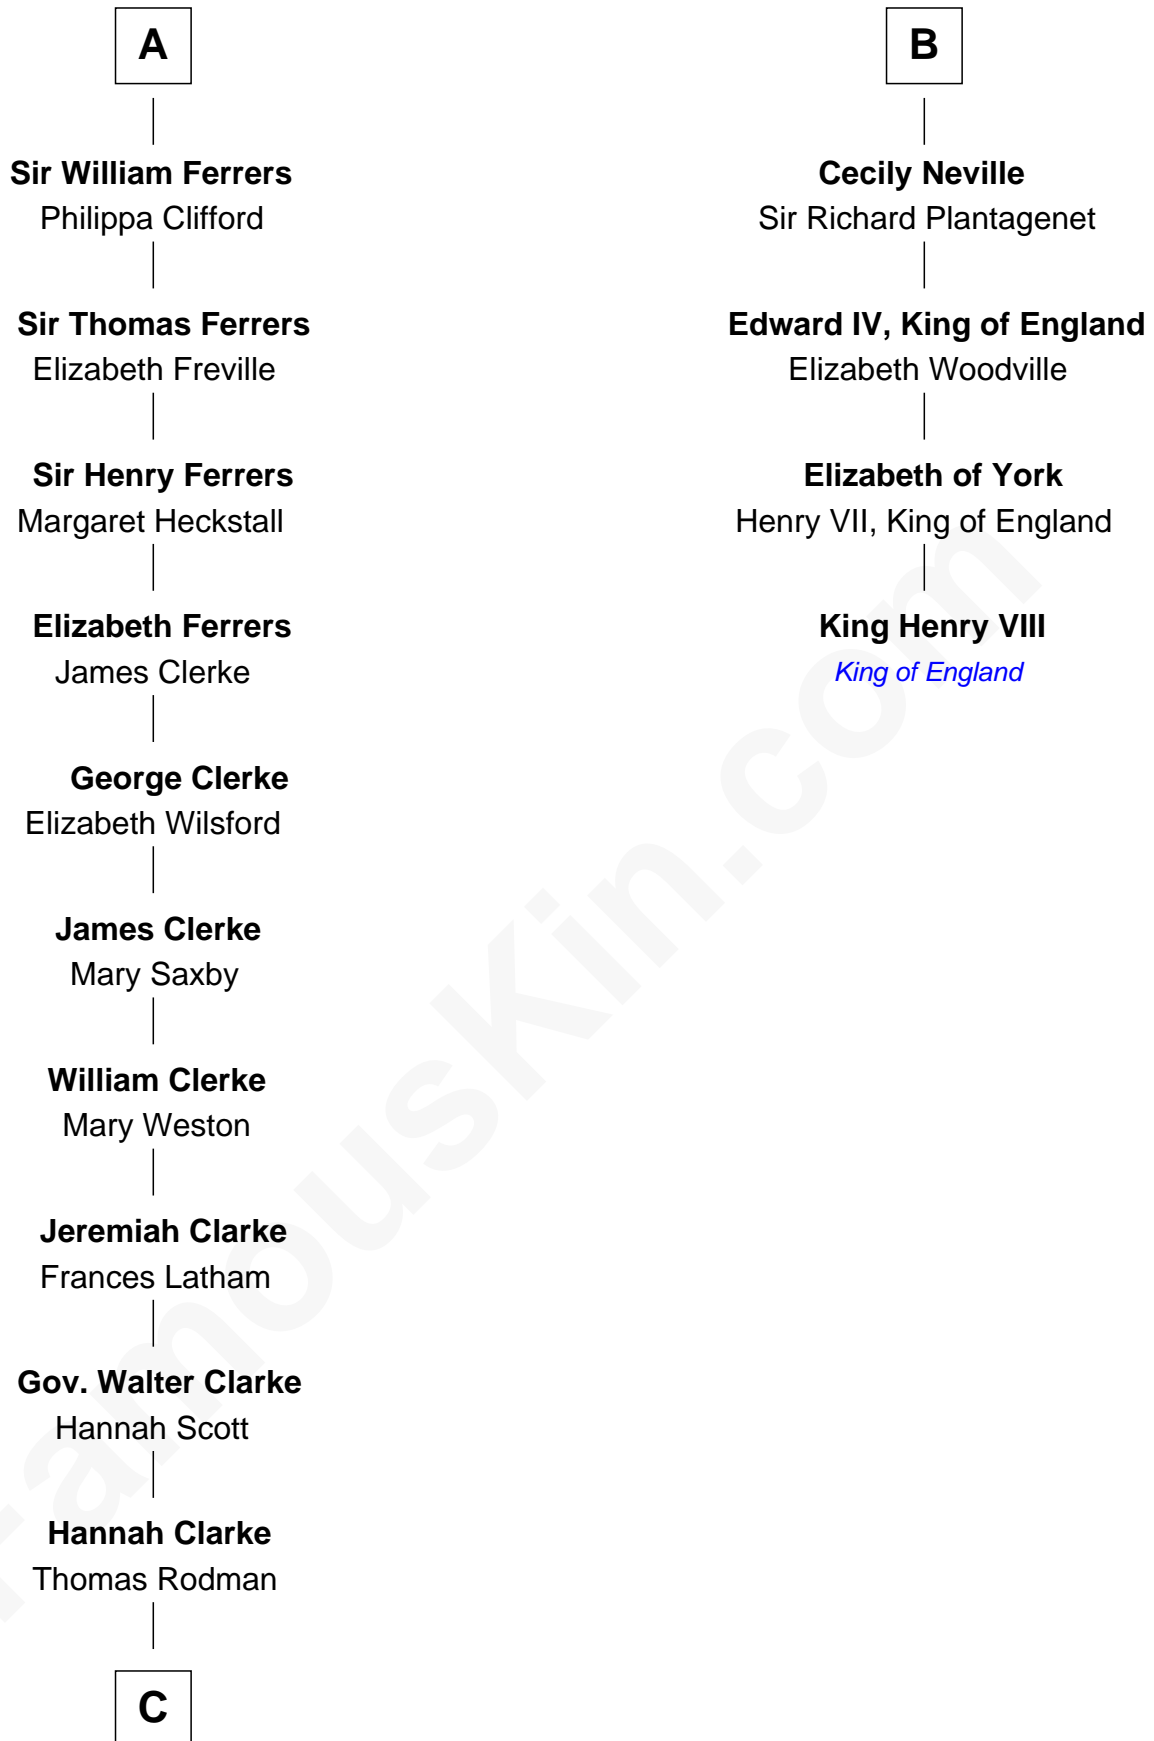 A
Sir William Ferrers
Philippa Clifford
Sir Thomas Ferrers
Elizabeth Freville
Sir Henry Ferrers
Margaret Heckstall
Elizabeth Ferrers
James Clerke
George Clerke
Elizabeth Wilsford
James Clerke
Mary Saxby
William Clerke
Mary Weston
Jeremiah Clarke
Frances Latham
Gov. Walter Clarke
Hannah Scott
Hannah Clarke
Thomas Rodman
C
B
Cecily Neville
Sir Richard Plantagenet
Edward IV, King of England
Elizabeth Woodville
Elizabeth of York
Henry VII, King of England
King Henry VIII
King of England
FamousKin.com